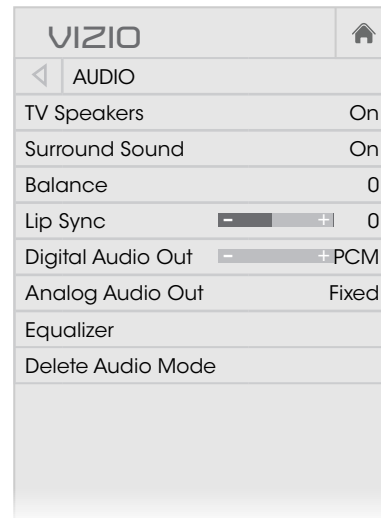 VIZIO
AUDIO
TV Speakers On
Surround Sound On
Balance 0
Lip Sync - + 0
Digital Audio Out - + PCM
Analog Audio Out Fixed
Equalizer
Delete Audio Mode